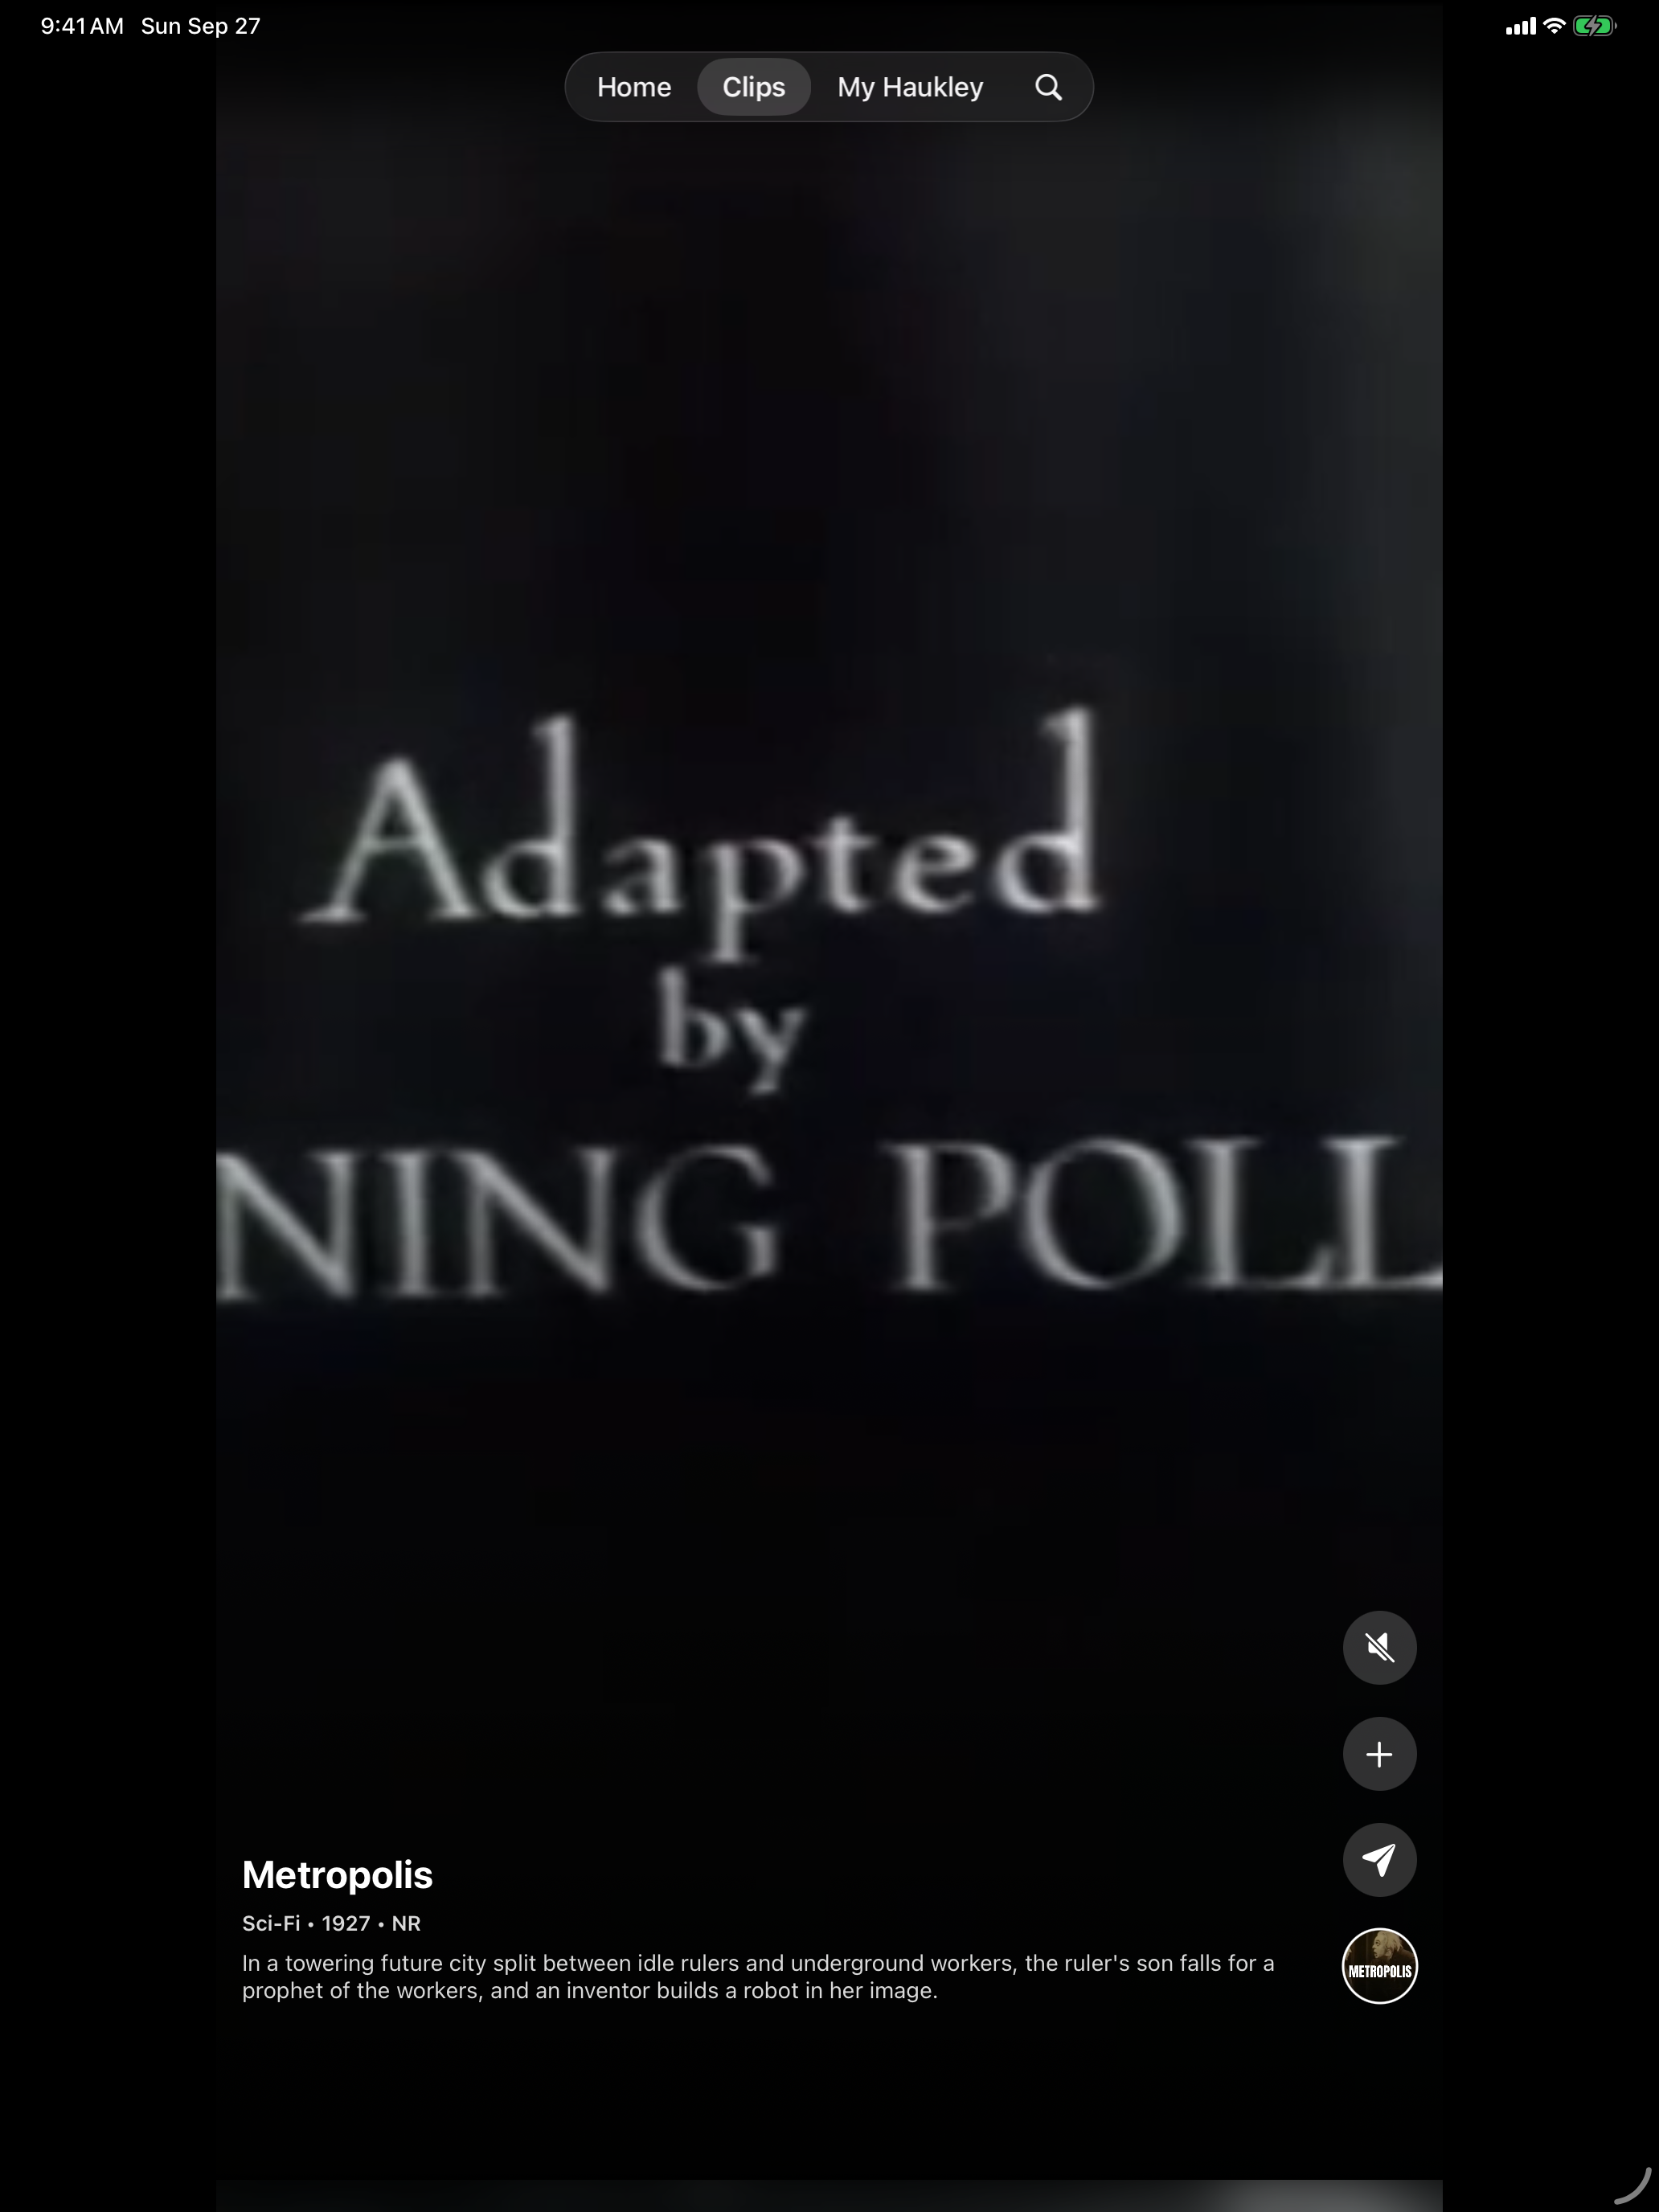 9:41 AM Sun Sep 27
Home Clips My Haukley
Adapted
by
NING POLL
Metropolis
Sci-Fi • 1927 • NR
In a towering future city split between idle rulers and underground workers, the ruler's son falls for a
prophet of the workers, and an inventor builds a robot in her image.
METROPOLIS